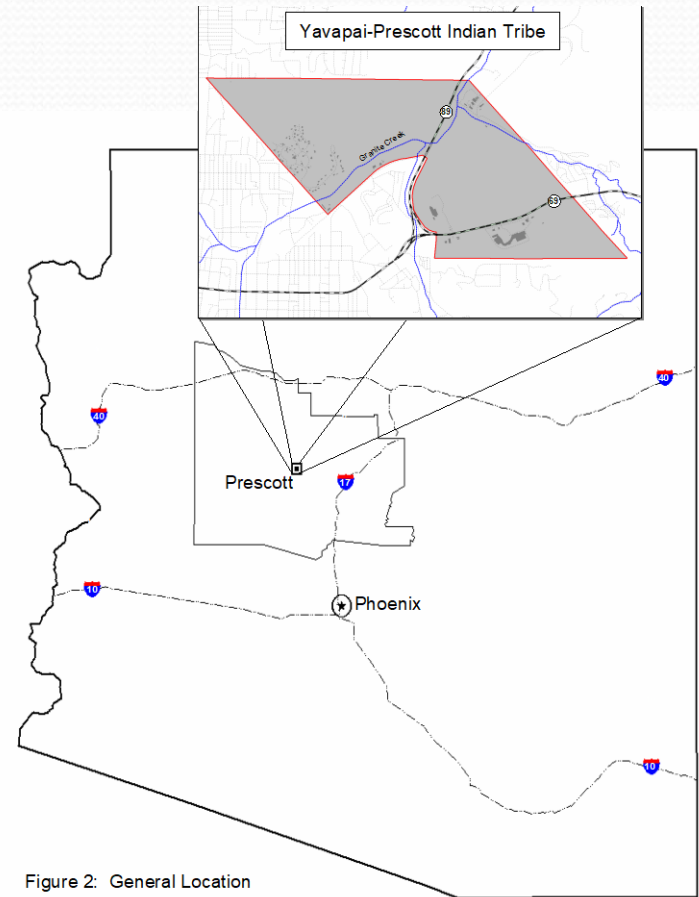 Yavapai-Prescott Indian Tribe
89
Granite Creek
69
40
40
Prescott
17
10
Phoenix
10
Figure 2: General Location